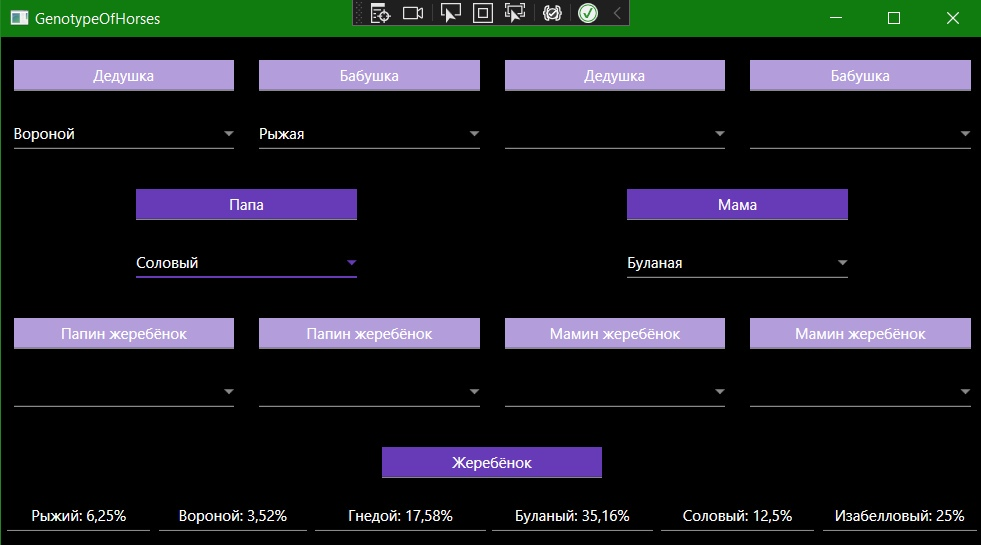 GenotypeOfHorses
Дедушка Бабушка Дедушка Бабушка
Вороной Рыжая
Папа Мама
Соловый Буланая
Папин жеребёнок Папин жеребёнок Мамин жеребёнок Мамин жеребёнок
Жеребёнок
Рыжий: 6,25% Вороной: 3,52% Гнедой: 17,58% Буланый: 35,16% Соловый: 12,5% Изабелловый: 25%